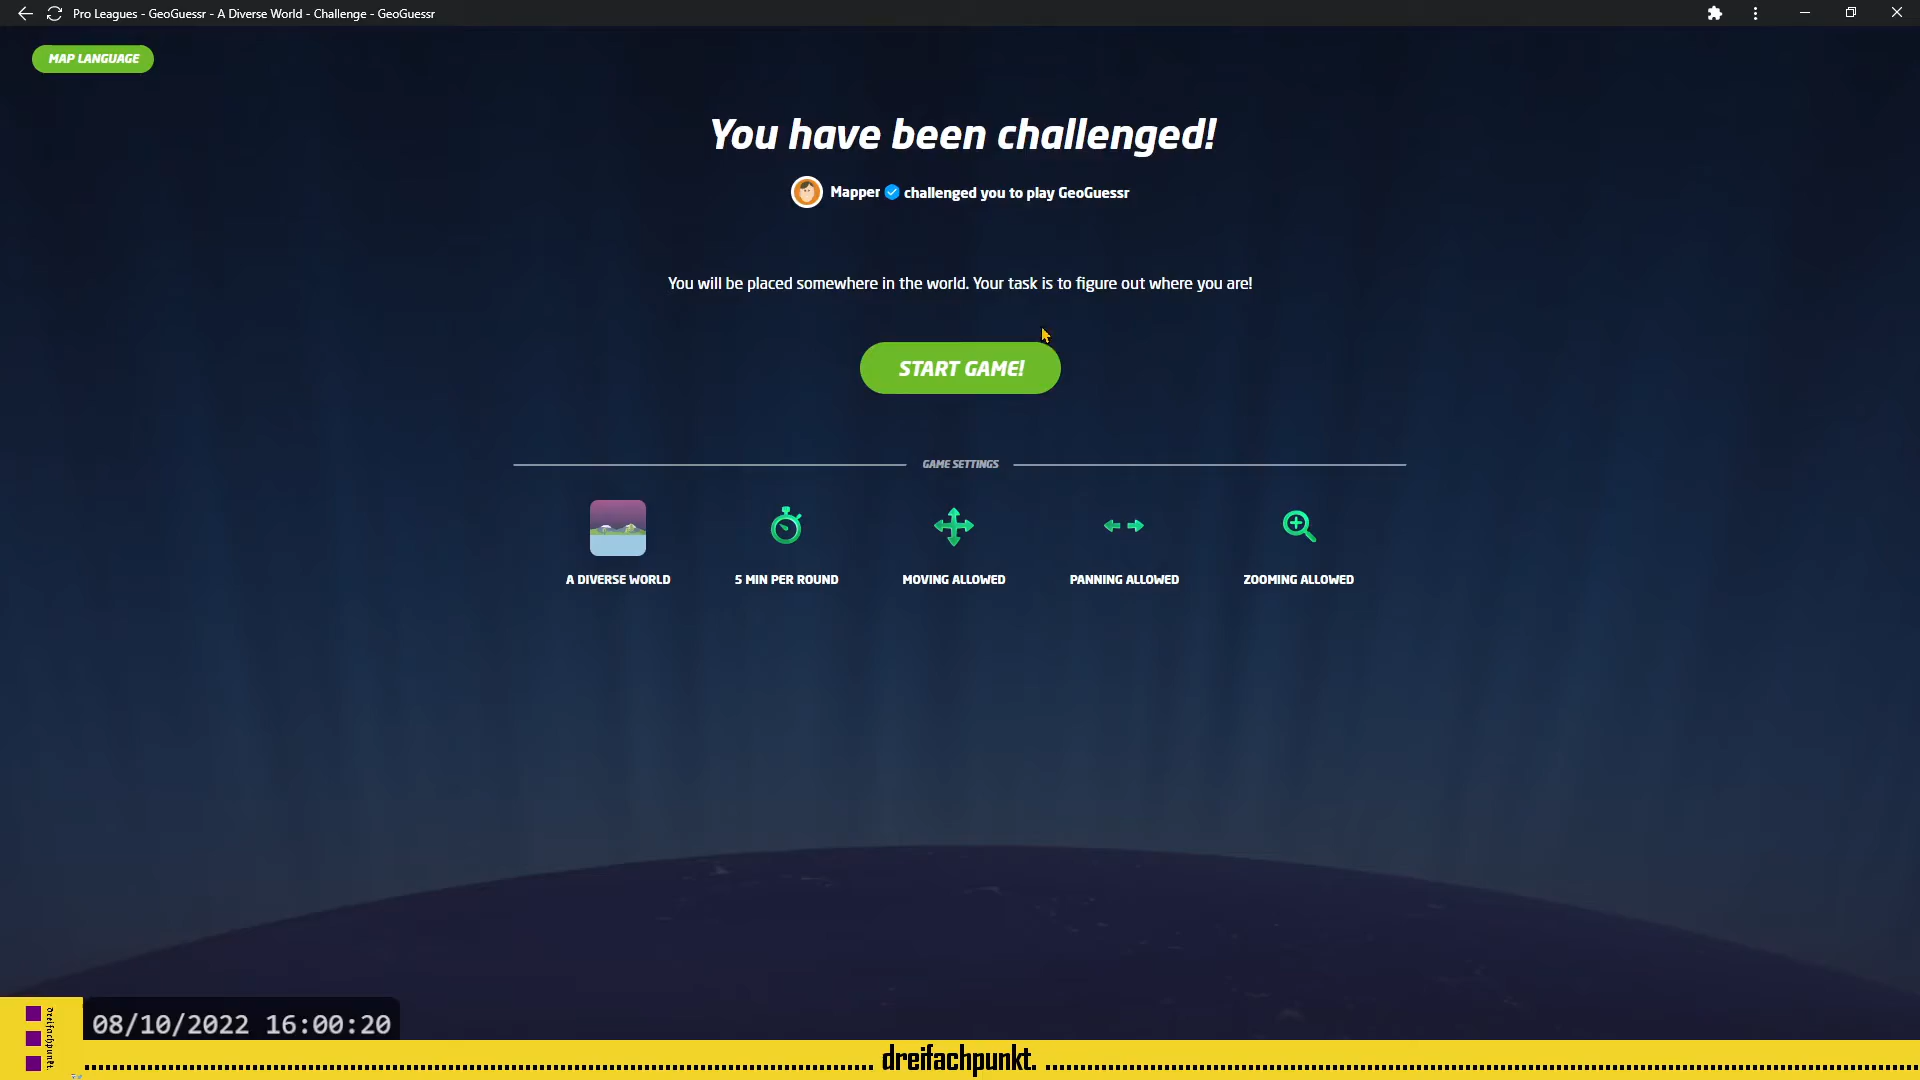 Pro Leagues - GeoGuessr - A Diverse World - Challenge - GeoGuessr
MAP LANGUAGE
You have been challenged!
Mapper challenged you to play GeoGuessr
You will be placed somewhere in the world. Your task is to figure out where you are!
START GAME!
GAME SETTINGS
A DIVERSE WORLD
5 MIN PER ROUND
MOVING ALLOWED
PANNING ALLOWED
ZOOMING ALLOWED
dreifachpunkt.
08/10/2022 16:00:20
dreifachpunkt.